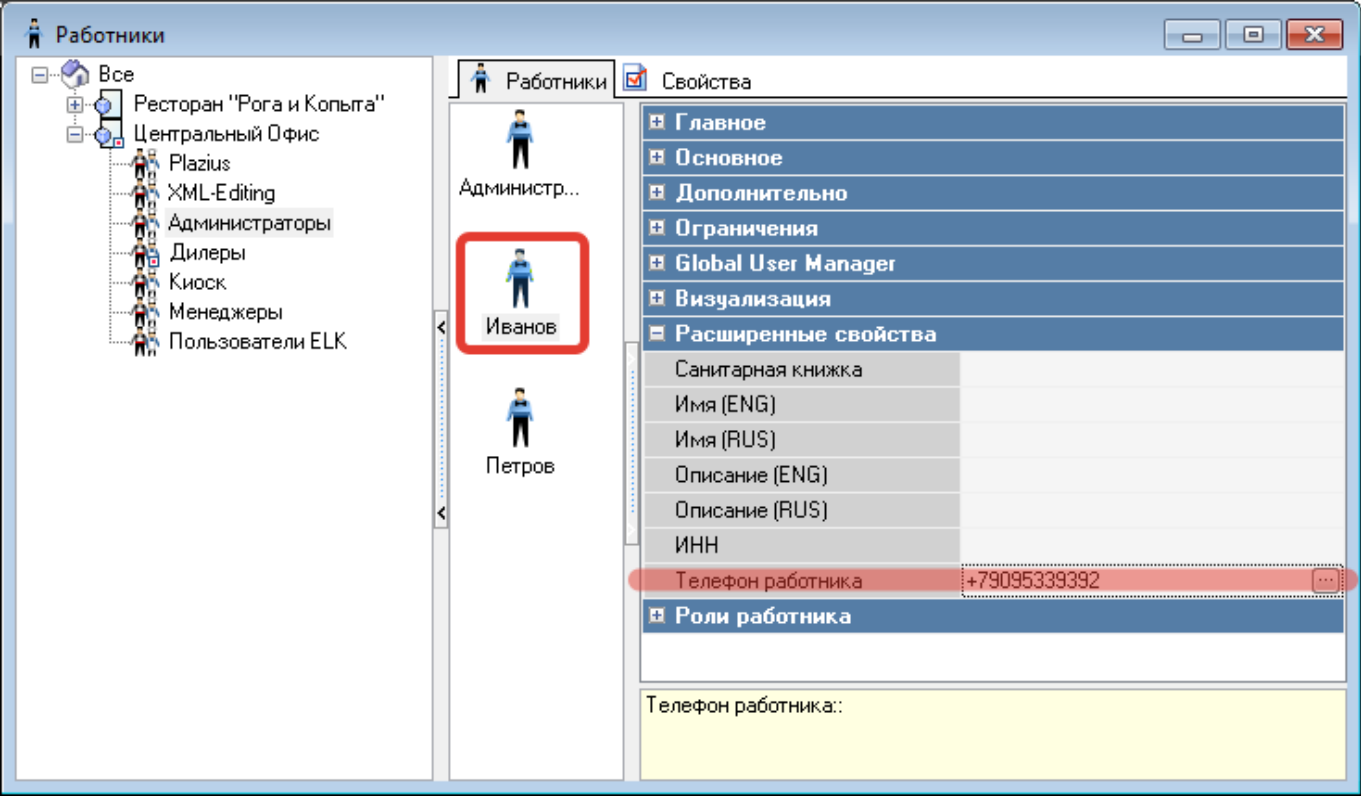 Работники
Все
Ресторан "Рога и Копыта"
Центральный Офис
Plazius
XML-Editing
Администраторы
Дилеры
Киоск
Менеджеры
Пользователи ELK
Работники
Свойства
Администр...
Иванов
Петров
Главное
Основное
Дополнительно
Ограничения
Global User Manager
Визуализация
Расширенные свойства
Санитарная книжка
Имя (ENG)
Имя (RUS)
Описание (ENG)
Описание (RUS)
ИНН
Телефон работника +79095339392 ...
Роли работника
Телефон работника::